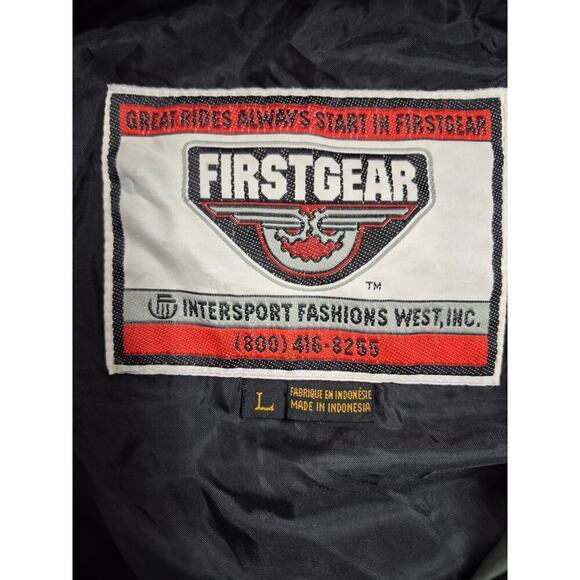 GREAT RIDES ALWAYS START IN FIRSTGEAR
FIRSTGEAR
TM
INTERSPORT FASHIONS WEST, INC.
(800) 416-8255
L
FABRIQUE EN INDONÉSIE
MADE IN INDONESIA